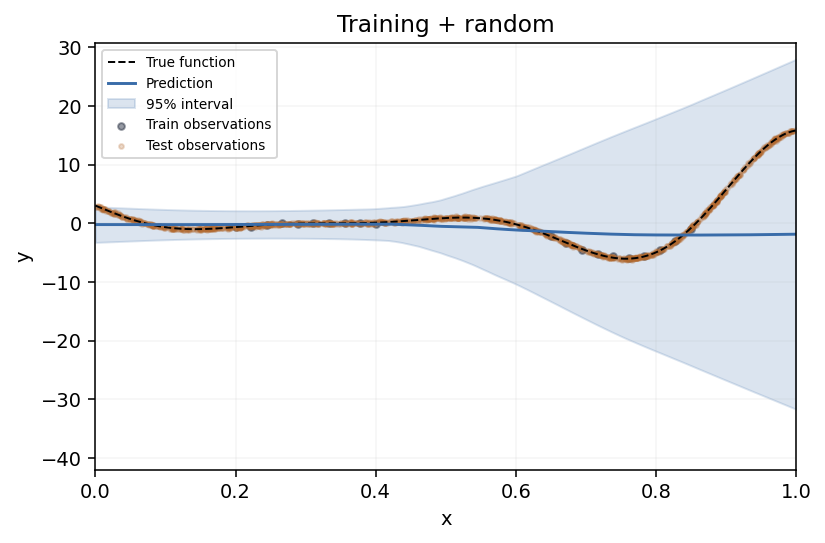 Training + random
True function
Prediction
95% interval
Train observations
Test observations
30
20
10
0
−10
−20
−30
−40
y
0.0 0.2 0.4 0.6 0.8 1.0
x